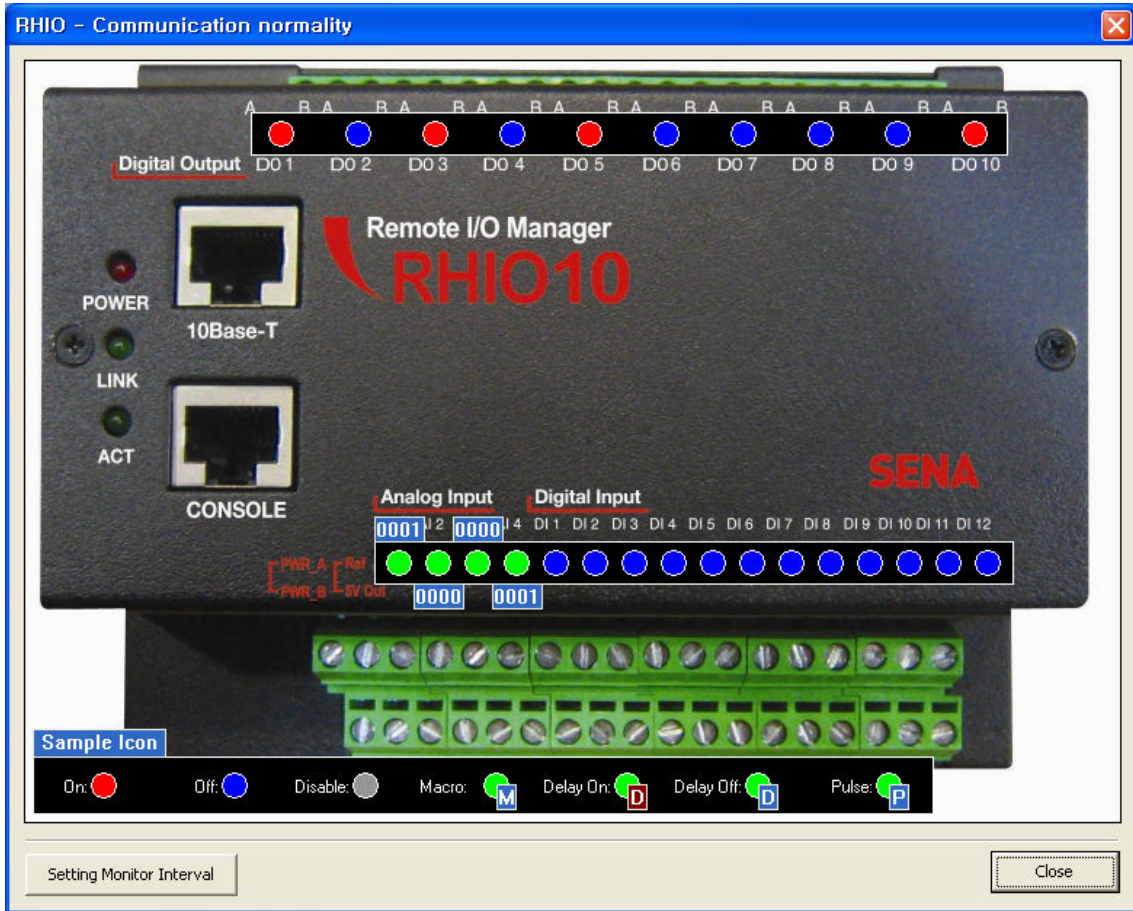 RHIO - Communication normality
A B A B A B A B A B A B A B A B A B A B
Digital Output DO 1 DO 2 DO 3 DO 4 DO 5 DO 6 DO 7 DO 8 DO 9 DO 10
Remote I/O Manager
RHIO10
POWER
10Base-T
LINK
ACT
CONSOLE
SENA
Analog Input Digital Input
0001 AI 2 0000 AI 4 DI 1 DI 2 DI 3 DI 4 DI 5 DI 6 DI 7 DI 8 DI 9 DI 10 DI 11 DI 12
PWR_A Ref
PWR_B 5V Out
0000 0001
Sample Icon
On: Off: Disable: Macro: M Delay On: D Delay Off: D Pulse: P
Setting Monitor Interval Close